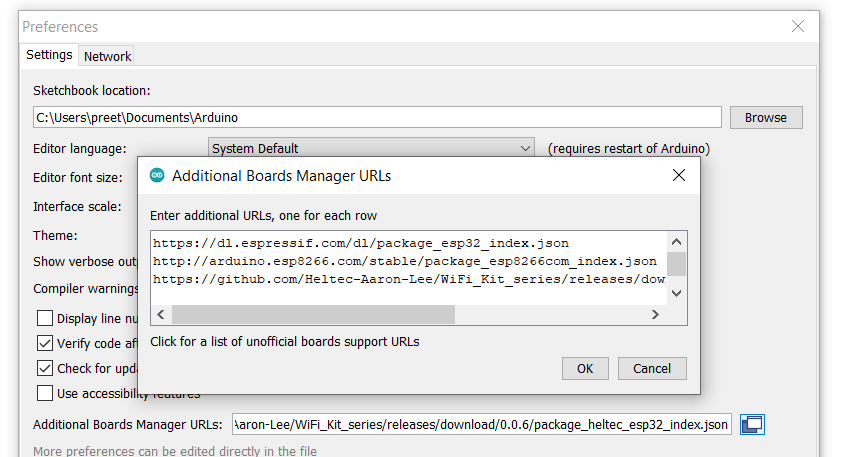 Preferences
Settings Network
Sketchbook location:
C:\Users\preet\Documents\Arduino Browse
Editor language: System Default (requires restart of Arduino)
Editor font size:
Interface scale:
Theme:
Show verbose
Compiler warnings
Display line
Verify code
Check for
Use accessibility features
Additional Boards Manager URLs
Enter additional URLs, one for each row
https://dl.espressif.com/dl/package_esp32_index.json
http://arduino.esp8266.com/stable/package_esp8266com_index.json
https://github.com/Heltec-Aaron-Lee/WiFi_Kit_series/releases/dow
Click for a list of unofficial boards support URLs
OK Cancel
Additional Boards Manager URLs: aron-Lee/WiFi_Kit_series/releases/download/0.0.6/package_heltec_esp32_index.json
More preferences can be edited directly in the file